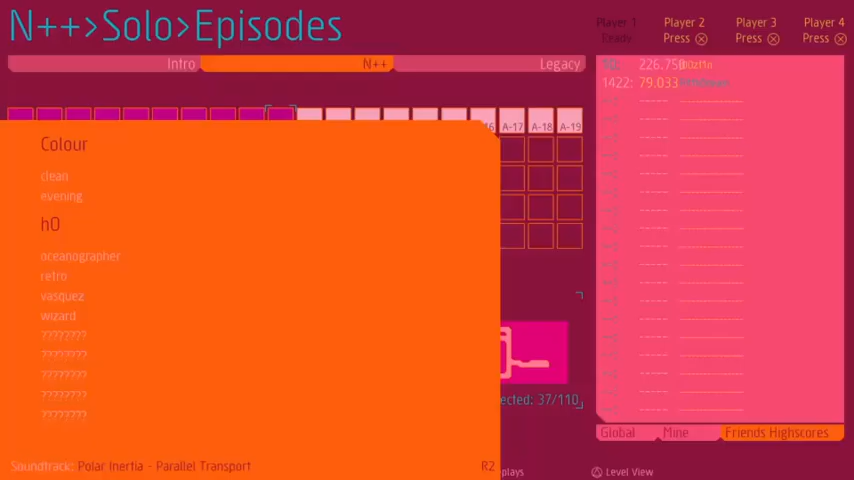 N++>Solo>Episodes
Player 1
Ready
Player 2
Press
Player 3
Press
Player 4
Press
Intro
N++
Legacy
A-17
A-18
A-19
Colour
clean
evening
h0
oceanographer
retro
vasquez
wizard
????????
????????
????????
????????
????????
ected: 37/110
Soundtrack: Polar Inertia - Parallel Transport
R2
plays
1422: 79.033
Global
Mine
Friends Highscores
Level View